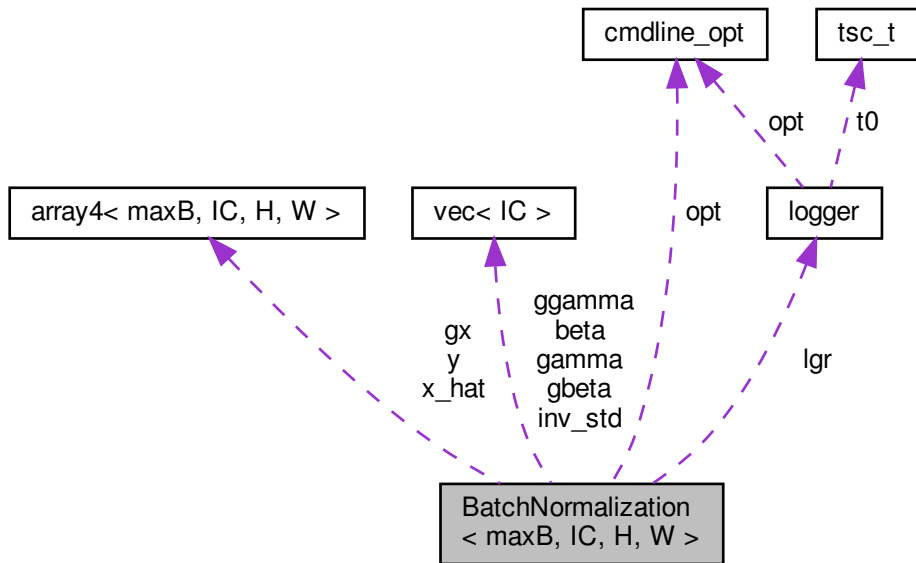 cmdline_opt
tsc_t
opt
t0
array4< maxB, IC, H, W >
vec< IC >
opt
logger
gx
y
x_hat
ggamma
beta
gamma
gbeta
inv_std
lgr
BatchNormalization
< maxB, IC, H, W >